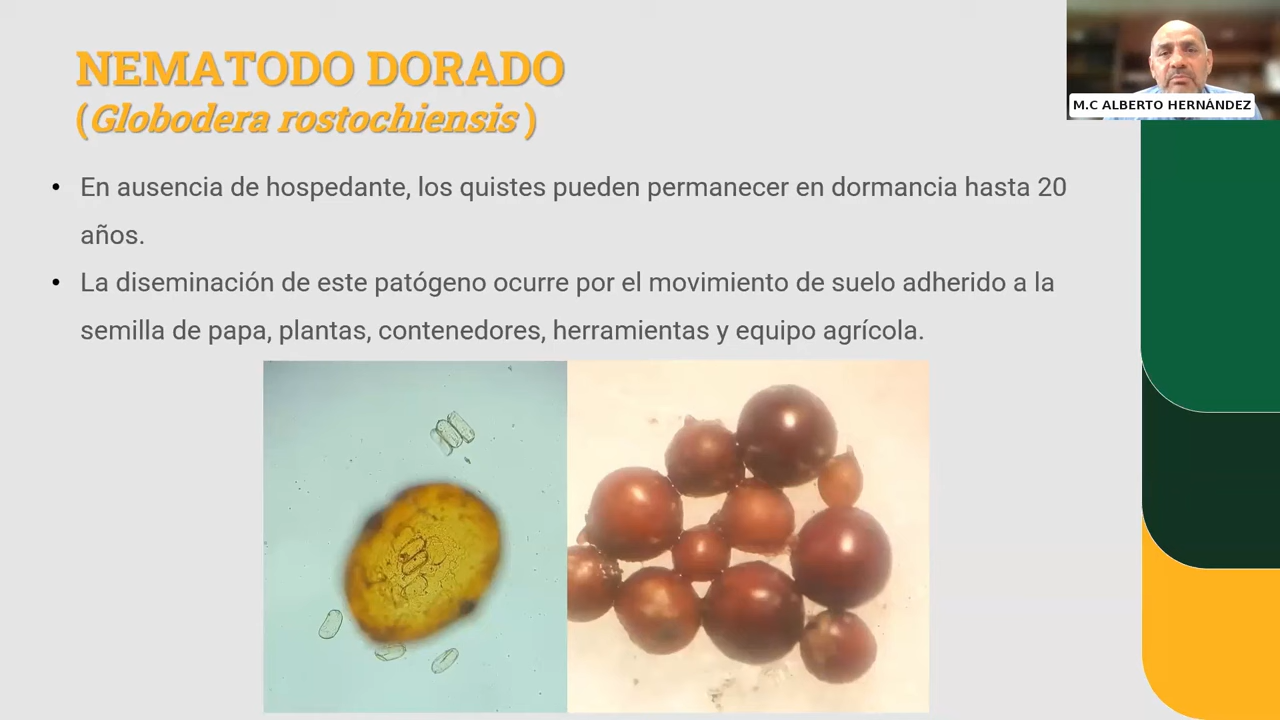 NEMATODO DORADO
(Globodera rostochiensis )
M.C ALBERTO HERNÁNDEZ
• En ausencia de hospedante, los quistes pueden permanecer en dormancia hasta 20
años.
• La diseminación de este patógeno ocurre por el movimiento de suelo adherido a la
semilla de papa, plantas, contenedores, herramientas y equipo agrícola.